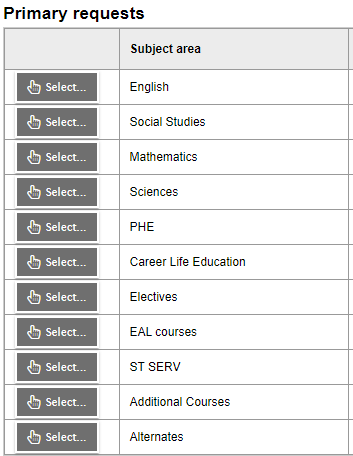 Primary requests
Subject area
Select... English
Select... Social Studies
Select... Mathematics
Select... Sciences
Select... PHE
Select... Career Life Education
Select... Electives
Select... EAL courses
Select... ST SERV
Select... Additional Courses
Select... Alternates